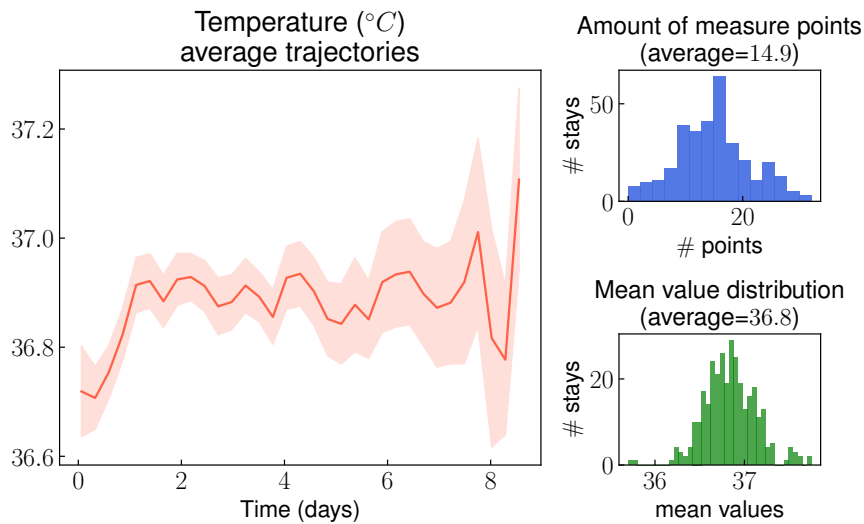 Temperature (°C)
average trajectories
37.2
37.0
36.8
36.6
0 2 4 6 8
Time (days)
Amount of measure points
(average=14.9)
# stays
50
0
0 20
# points
Mean value distribution
(average=36.8)
# stays
20
0
36 37
mean values